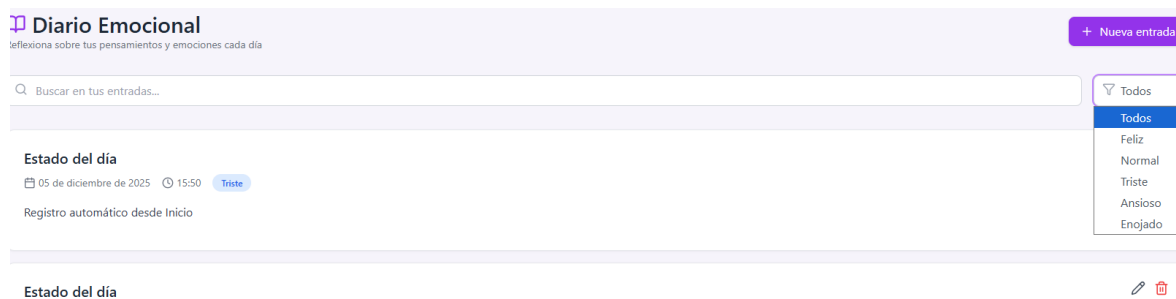 Diario Emocional
Reflexiona sobre tus pensamientos y emociones cada día
+ Nueva entrada
Buscar en tus entradas...
Todos
Todos
Feliz
Normal
Triste
Ansioso
Enojado
Estado del día
05 de diciembre de 2025 15:50 Triste
Registro automático desde Inicio
Estado del día